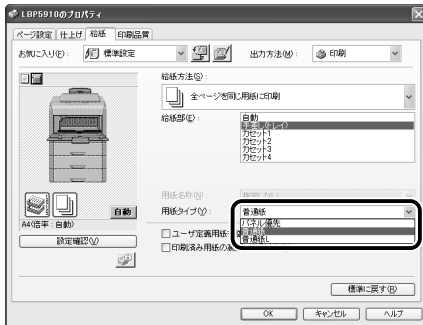 LBP5910のプロパティ
ページ設定 仕上げ 給紙 印刷品質
お気に入り(F): 標準設定 出力方法(M): 印刷
給紙方法(S):
全ページを同じ用紙に印刷
給紙部(E):
自動
手差し(トレイ)
カセット1
カセット2
カセット3
カセット4
自動
A4(倍率:自動)
設定確認(V)
用紙名称(N):
用紙タイプ(Y): 普通紙
パネル優先
普通紙
普通紙L
ユーザ定義用紙
印刷済み用紙の裏
標準に戻す(R)
OK キャンセル ヘルプ